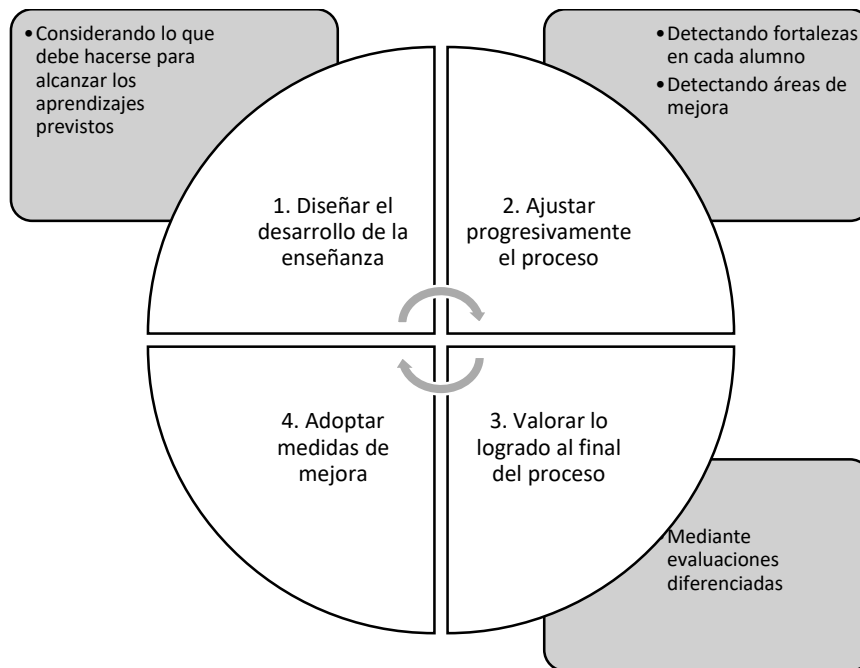 •Considerando lo que
debe hacerse para
alcanzar los
aprendizajes
previstos
•Detectando fortalezas
en cada alumno
•Detectando áreas de
mejora
1. Diseñar el
desarrollo de la
enseñanza
2. Ajustar
progresivamente
el proceso
4. Adoptar
medidas de
mejora
3. Valorar lo
logrado al final
del proceso
Mediante
evaluaciones
diferenciadas